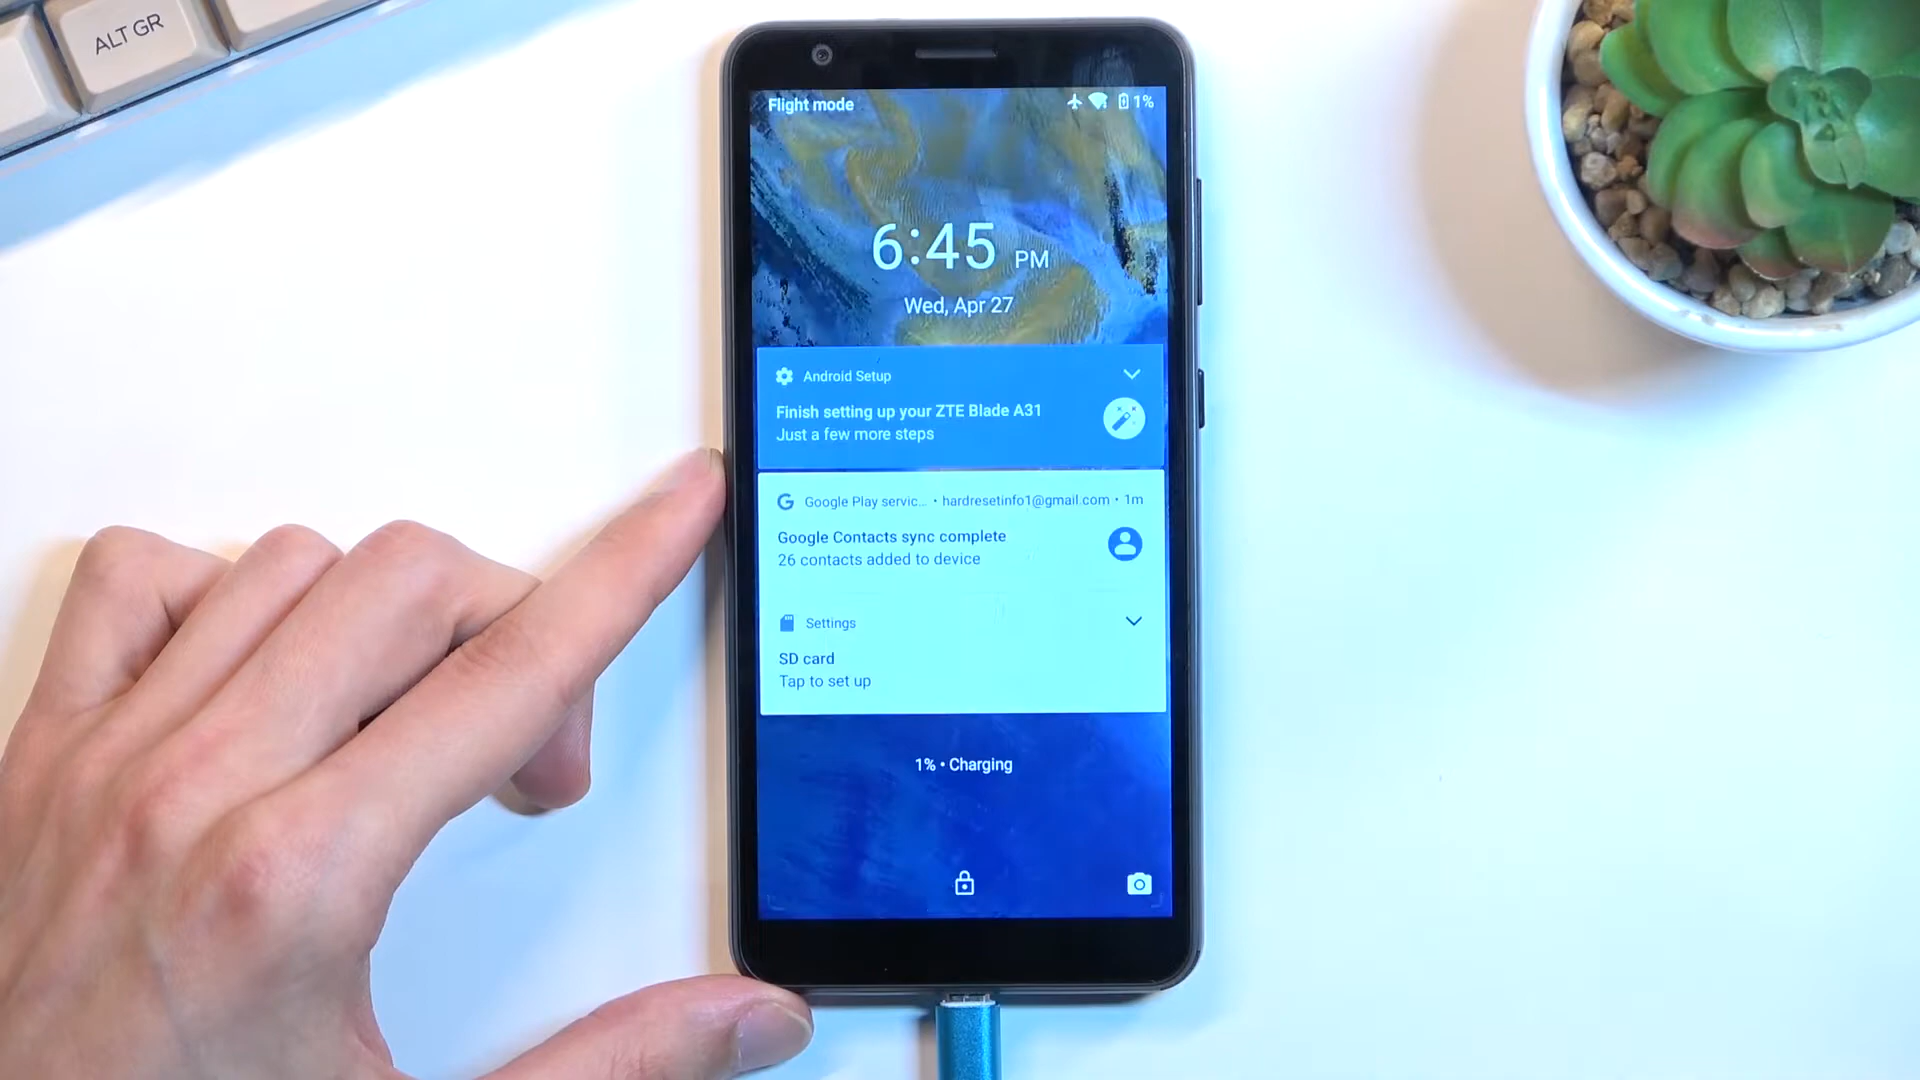 ALT GR
Flight mode
1%
6:45 PM
Wed, Apr 27
Android Setup
Finish setting up your ZTE Blade A31
Just a few more steps
Google Play servic... • hardresetinfo1@gmail.com • 1m
Google Contacts sync complete
26 contacts added to device
Settings
SD card
Tap to set up
1% • Charging